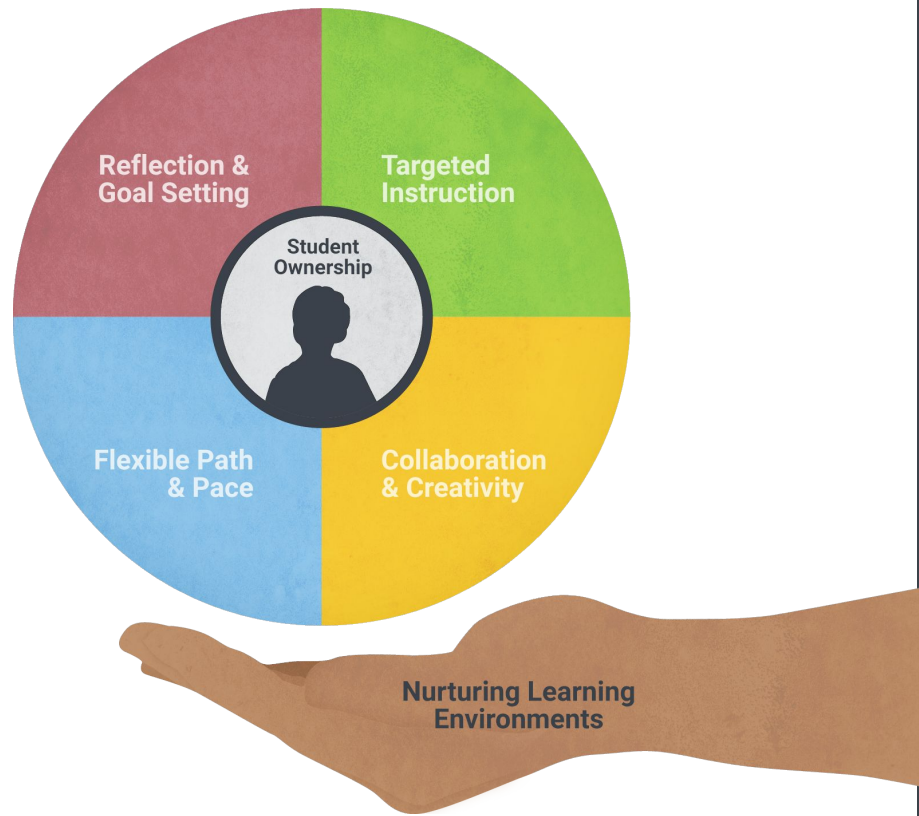 Reflection &
Goal Setting
Targeted
Instruction
Student
Ownership
Flexible Path
& Pace
Collaboration
& Creativity
Nurturing Learning
Environments